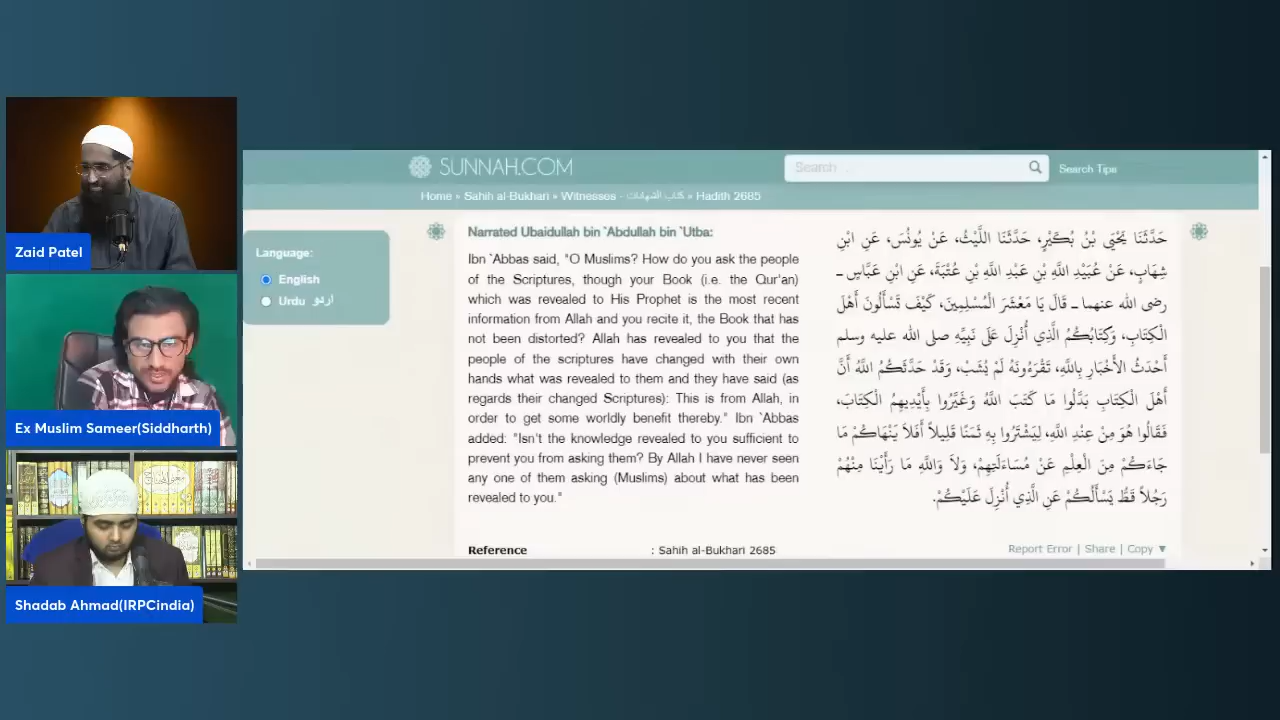 Zaid Patel
Ex Muslim Sameer(Siddharth)
Shadab Ahmad(IRPCindia)
SUNNAH.COM
Search ...
Search Tips
Home » Sahih al-Bukhari » Witnesses - كتاب الشهادات » Hadith 2685
Language:
English
Urdu اردو
Narrated Ubaidullah bin `Abdullah bin `Utba:
Ibn `Abbas said, "O Muslims? How do you ask the people
of the Scriptures, though your Book (i.e. the Qur'an)
which was revealed to His Prophet is the most recent
information from Allah and you recite it, the Book that has
not been distorted? Allah has revealed to you that the
people of the scriptures have changed with their own
hands what was revealed to them and they have said (as
regards their changed Scriptures): This is from Allah, in
order to get some worldly benefit thereby." Ibn `Abbas
added: "Isn't the knowledge revealed to you sufficient to
prevent you from asking them? By Allah I have never seen
any one of them asking (Muslims) about what has been
revealed to you."
حَدَّثَنَا يَحْيَى بْنُ بُكَيْرٍ، حَدَّثَنَا اللَّيْثُ، عَنْ يُونُسَ، عَنِ ابْنِ
شِهَابٍ، عَنْ عُبَيْدِ اللَّهِ بْنِ عَبْدِ اللَّهِ بْنِ عُتْبَةَ، عَنِ ابْنِ عَبَّاسٍ ـ
رضى الله عنهما ـ قَالَ يَا مَعْشَرَ الْمُسْلِمِينَ، كَيْفَ تَسْأَلُونَ أَهْلَ
الْكِتَابِ، وَكِتَابُكُمُ الَّذِي أُنْزِلَ عَلَى نَبِيِّهِ صلى الله عليه وسلم
أَحْدَثُ الأَخْبَارِ بِاللَّهِ، تَقْرَءُونَهُ لَمْ يُشَبْ، وَقَدْ حَدَّثَكُمُ اللَّهُ أَنَّ
أَهْلَ الْكِتَابِ بَدَّلُوا مَا كَتَبَ اللَّهُ وَغَيَّرُوا بِأَيْدِيهِمُ الْكِتَابَ،
فَقَالُوا هُوَ مِنْ عِنْدِ اللَّهِ، لِيَشْتَرُوا بِهِ ثَمَنًا قَلِيلاً أَفَلاَ يَنْهَاكُمْ مَا
جَاءَكُمْ مِنَ الْعِلْمِ عَنْ مُسَاءَلَتِهِمْ، وَلاَ وَاللَّهِ مَا رَأَيْنَا مِنْهُمْ
رَجُلاً قَطُّ يَسْأَلُكُمْ عَنِ الَّذِي أُنْزِلَ عَلَيْكُمْ‏.
Reference : Sahih al-Bukhari 2685
Report Error | Share | Copy ▼